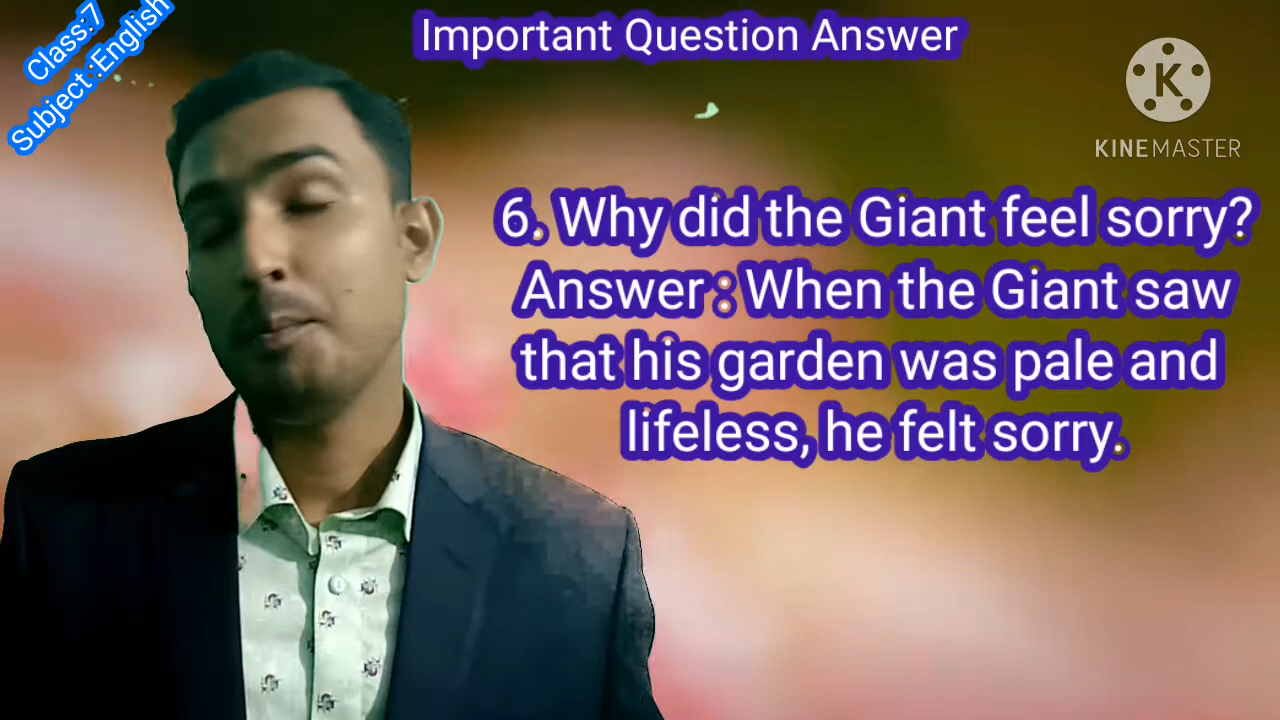 Class:7
Subject :English
Important Question Answer
K
KINEMASTER
6. Why did the Giant feel sorry?
Answer : When the Giant saw
that his garden was pale and
lifeless, he felt sorry.